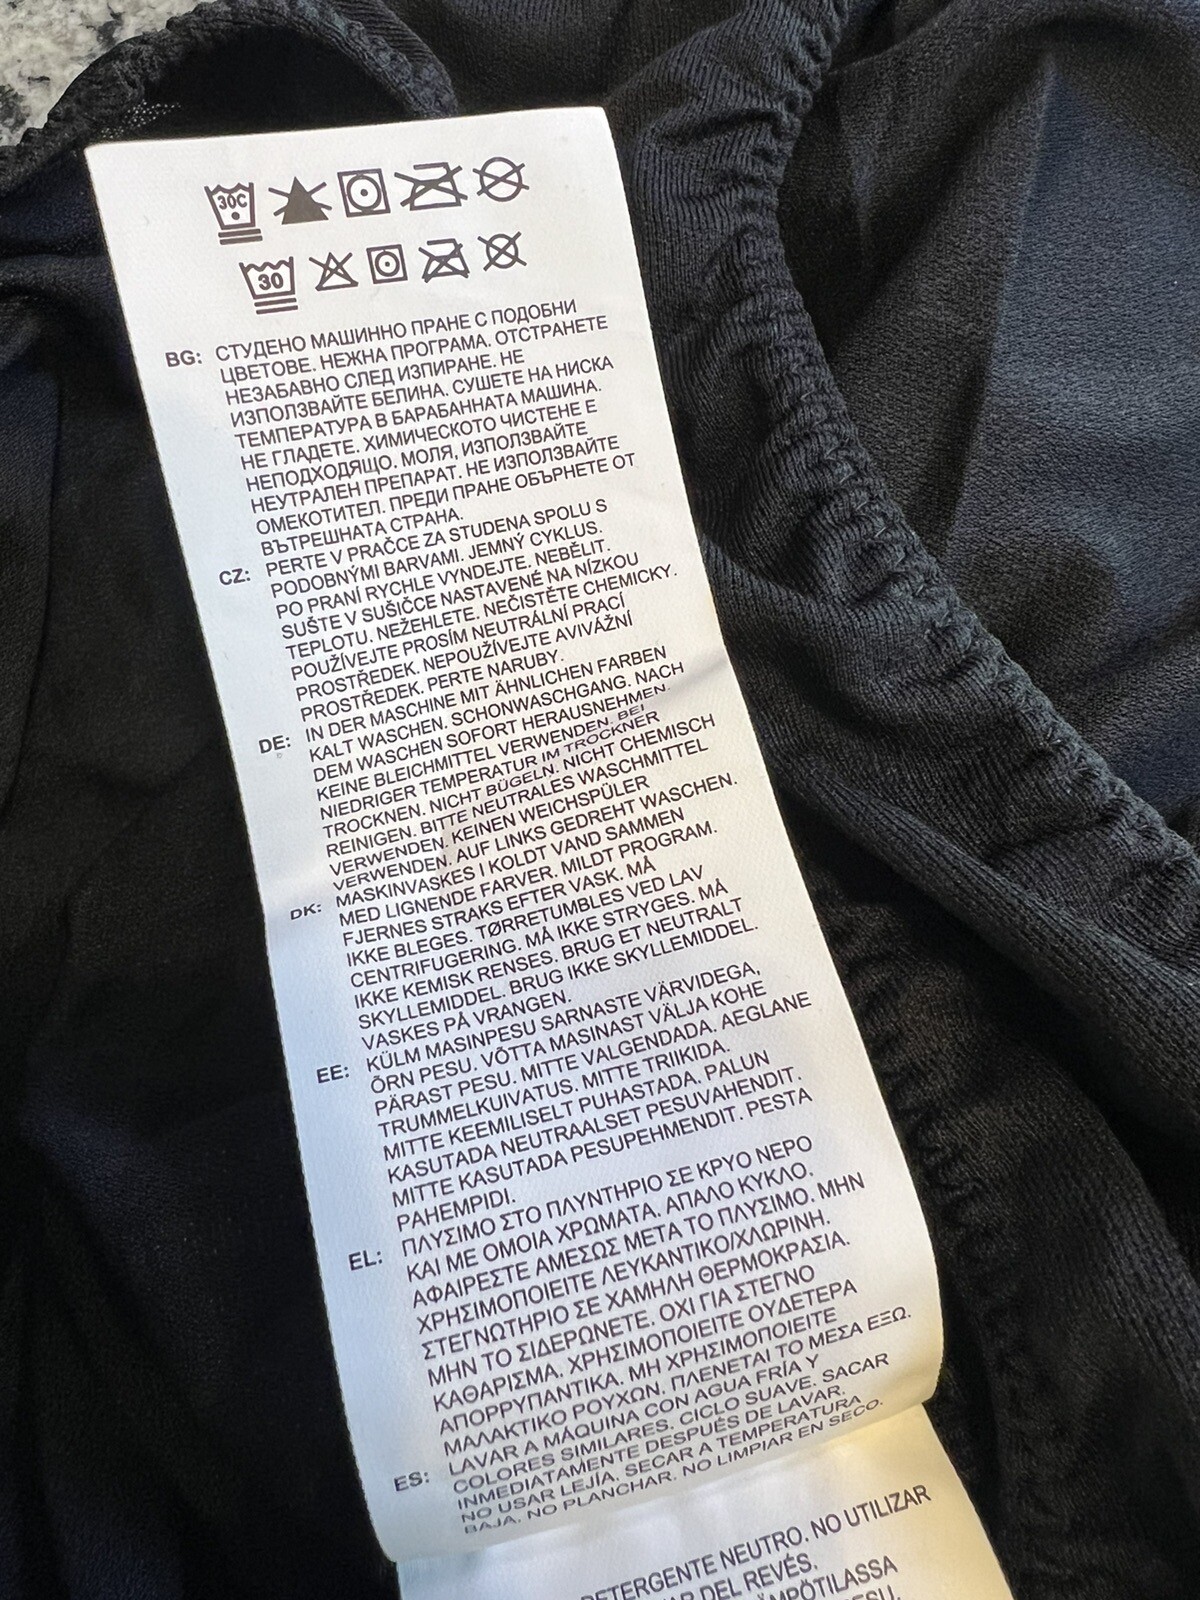 30C
30
BG: СТУДЕНО МАШИННО ПРАНЕ С ПОДОБНИ
ЦВЕТОВЕ. НЕЖНА ПРОГРАМА. ОТСТРАНЕТЕ
НЕЗАБАВНО СЛЕД ИЗПИРАНЕ. НЕ
ИЗПОЛЗВАЙТЕ БЕЛИНА. СУШЕТЕ НА НИСКА
ТЕМПЕРАТУРА В БАРАБАННАТА МАШИНА.
НЕ ГЛАДЕТЕ. ХИМИЧЕСКОТО ЧИСТЕНЕ Е
НЕПОДХОДЯЩО. МОЛЯ, ИЗПОЛЗВАЙТЕ
НЕУТРАЛЕН ПРЕПАРАТ. НЕ ИЗПОЛЗВАЙТЕ
ОМЕКОТИТЕЛ. ПРЕДИ ПРАНЕ ОБЪРНЕТЕ ОТ
ВЪТРЕШНАТА СТРАНА.
CZ: PERTE V PRAČCE ZA STUDENA SPOLU S
PODOBNÝMI BARVAMI. JEMNÝ CYKLUS.
PO PRANÍ RYCHLE VYNDEJTE. NEBĚLIT.
SUŠTE V SUŠIČCE NASTAVENÉ NA NÍZKOU
TEPLOTU. NEŽEHLETE. NEČISTĚTE CHEMICKY.
POUŽÍVEJTE PROSÍM NEUTRÁLNÍ PRACÍ
PROSTŘEDEK. NEPOUŽÍVEJTE AVIVÁŽNÍ
PROSTŘEDEK. PERTE NARUBY.
DE: IN DER MASCHINE MIT ÄHNLICHEN FARBEN
KALT WASCHEN. SCHONWASCHGANG. NACH
DEM WASCHEN SOFORT HERAUSNEHMEN.
KEINE BLEICHMITTEL VERWENDEN. BEI
NIEDRIGER TEMPERATUR IM TROCKNER
TROCKNEN. NICHT BÜGELN. NICHT CHEMISCH
REINIGEN. BITTE NEUTRALES WASCHMITTEL
VERWENDEN. KEINEN WEICHSPÜLER
VERWENDEN. AUF LINKS GEDREHT WASCHEN.
DK: MASKINVASKES I KOLDT VAND SAMMEN
MED LIGNENDE FARVER. MILDT PROGRAM.
FJERNES STRAKS EFTER VASK. MÅ
IKKE BLEGES. TØRRETUMBLES VED LAV
CENTRIFUGERING. MÅ IKKE STRYGES. MÅ
IKKE KEMISK RENSES. BRUG ET NEUTRALT
SKYLLEMIDDEL. BRUG IKKE SKYLLEMIDDEL.
VASKES PÅ VRANGEN.
EE: KÜLM MASINPESU SARNASTE VÄRVIDEGA,
ÕRN PESU. VÕTTA MASINAST VÄLJA KOHE
PÄRAST PESU. MITTE VALGENDADA. AEGLANE
TRUMMELKUIVATUS. MITTE TRIIKIDA.
MITTE KEEMILISELT PUHASTADA. PALUN
KASUTADA NEUTRAALSET PESUVAHENDIT.
MITTE KASUTADA PESUPEHMENDIT. PESTA
PAHEMPIDI.
EL: ΠΛΥΣΙΜΟ ΣΤΟ ΠΛΥΝΤΗΡΙΟ ΣΕ ΚΡΥΟ ΝΕΡΟ
ΚΑΙ ΜΕ ΟΜΟΙΑ ΧΡΩΜΑΤΑ. ΑΠΑΛΟ ΚΥΚΛΟ.
ΑΦΑΙΡΕΣΤΕ ΑΜΕΣΩΣ ΜΕΤΑ ΤΟ ΠΛΥΣΙΜΟ. ΜΗΝ
ΧΡΗΣΙΜΟΠΟΙΕΙΤΕ ΛΕΥΚΑΝΤΙΚΟ/ΧΛΩΡΙΝΗ.
ΣΤΕΓΝΩΤΗΡΙΟ ΣΕ ΧΑΜΗΛΗ ΘΕΡΜΟΚΡΑΣΙΑ.
ΜΗΝ ΤΟ ΣΙΔΕΡΩΝΕΤΕ. ΟΧΙ ΓΙΑ ΣΤΕΓΝΟ
ΚΑΘΑΡΙΣΜΑ. ΧΡΗΣΙΜΟΠΟΙΕΙΤΕ ΟΥΔΕΤΕΡΑ
ΑΠΟΡΡΥΠΑΝΤΙΚΑ. ΜΗ ΧΡΗΣΙΜΟΠΟΙΕΙΤΕ
ΜΑΛΑΚΤΙΚΟ ΡΟΥΧΩΝ. ΠΛΕΝΕΤΑΙ ΤΟ ΜΕΣΑ ΕΞΩ.
ES: LAVAR A MÁQUINA CON AGUA FRÍA Y
COLORES SIMILARES. CICLO SUAVE. SACAR
INMEDIATAMENTE DESPUÉS DE LAVAR.
NO USAR LEJÍA. SECAR A TEMPERATURA
BAJA. NO PLANCHAR. NO LIMPIAR EN SECO.
DETERGENTE NEUTRO. NO UTILIZAR
DEL REVÉS.